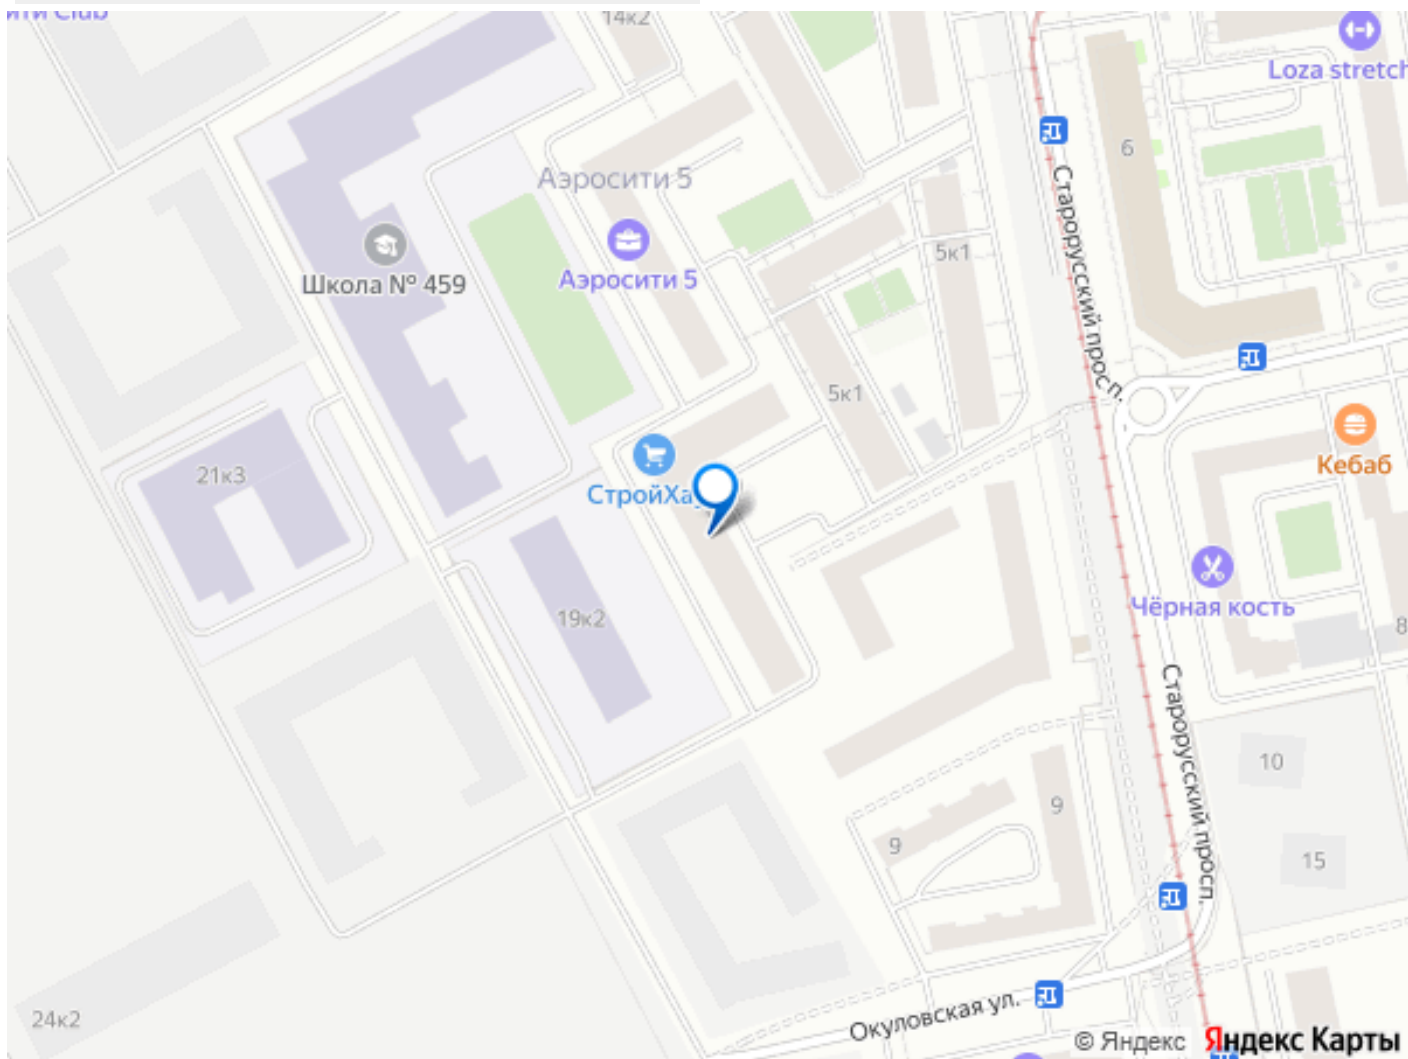 14к2
Loza stretch
6
Аэросити 5
Аэросити 5
Школа № 459
5к1
Старорусский просп.
5к1
21к3
СтройХа
Кебаб
19к2
Чёрная кость
8
Старорусский просп.
10
9
9
15
24к2
Окуловская ул.
© Яндекс
Яндекс Карты